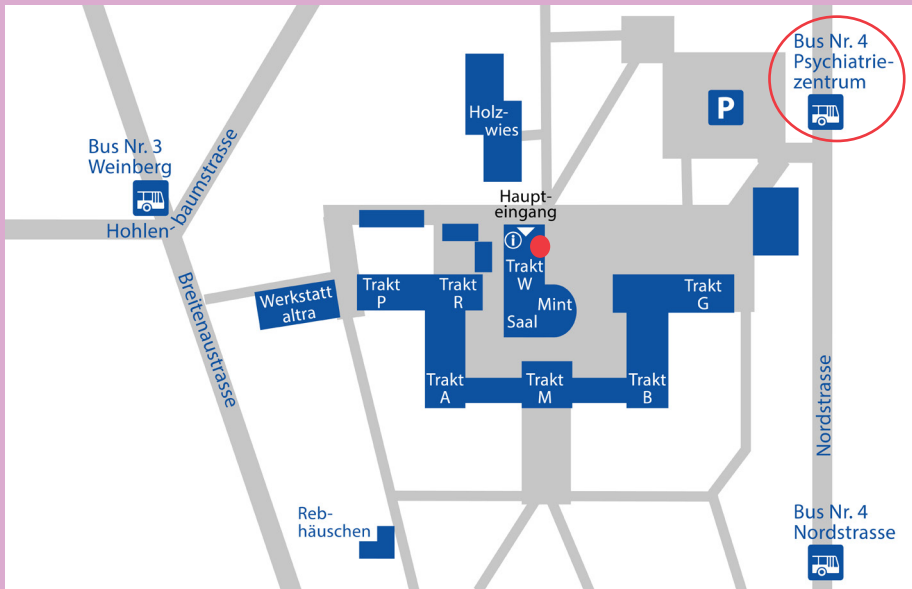 Bus Nr. 4
Psychiatrie-
zentrum
P
Holz-
wies
Bus Nr. 3
Weinberg
Hohlen-baumstrasse
Haupt-
eingang
i
Trakt
W
Mint
Saal
Trakt
P
Trakt
R
Trakt
G
Werkstatt
altra
Breitenaustrasse
Trakt
A
Trakt
M
Trakt
B
Nordstrasse
Reb-
häuschen
Bus Nr. 4
Nordstrasse